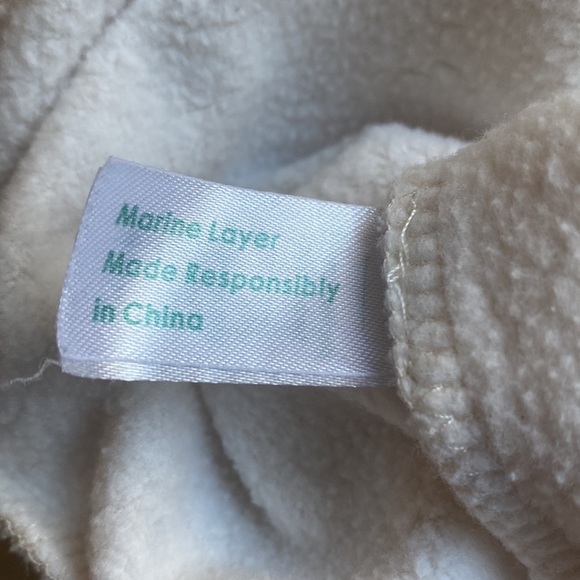 Marine Layer
Made Responsibly
in China